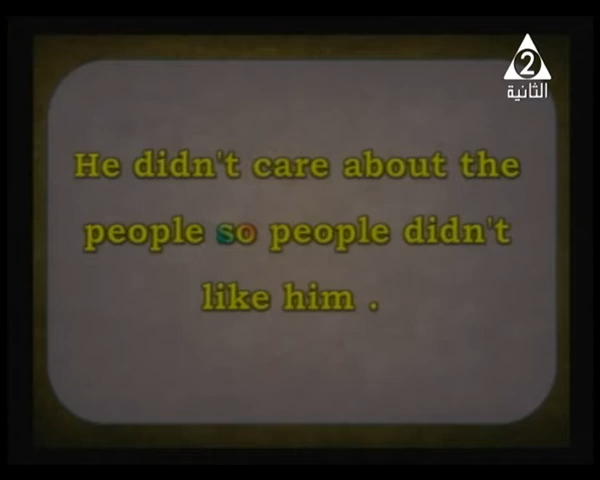 2
الثانية
He didn't care about the
people so people didn't
like him .